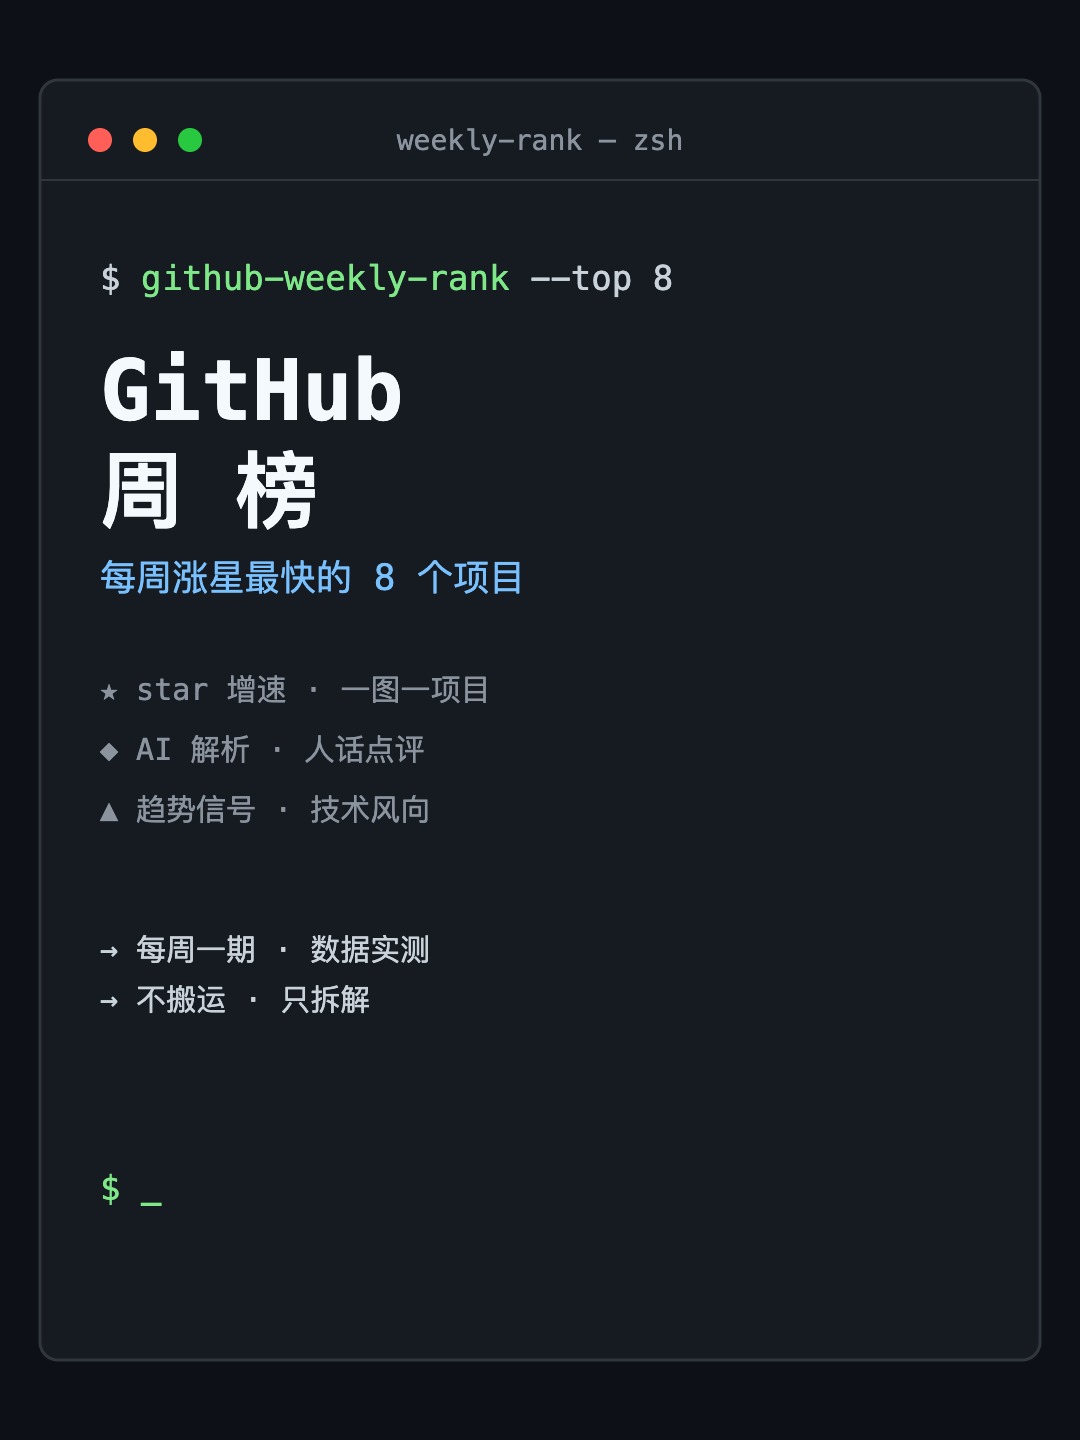 weekly-rank — zsh
$ github-weekly-rank --top 8
GitHub
周 榜
每周涨星最快的 8 个项目
★ star 增速 · 一图一项目
◆ AI 解析 · 人话点评
▲ 趋势信号 · 技术风向
→ 每周一期 · 数据实测
→ 不搬运 · 只拆解
$ _